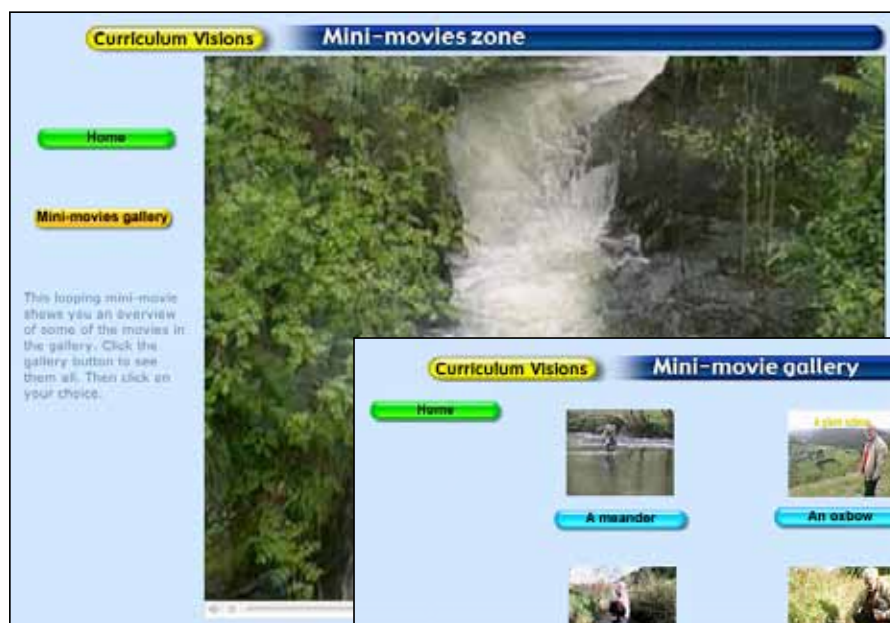 Curriculum Visions
Mini-movies zone
Home
Mini-movies gallery
This looping mini-movie
shows you an overview
of some of the movies in
the gallery. Click the
gallery button to see
them all. Then click on
your choice.
Curriculum Visions
Mini-movie gallery
Home
A meander
An oxbow